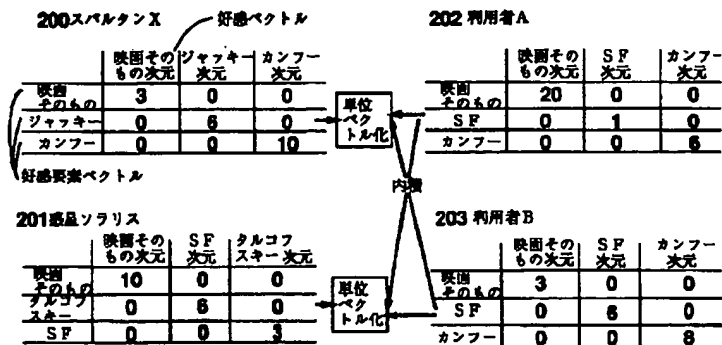 200スパルタンX
好感ベクトル
映画そのもの次元 ジャッキー次元 カンフー次元
映画そのもの 3 0 0
ジャッキー 0 6 0
カンフー 0 0 10
好感要素ベクトル
単位ベクトル化
202 利用者A
映画そのもの次元 SF次元 カンフー次元
映画そのもの 20 0 0
SF 0 1 0
カンフー 0 0 6
内積
201惑星ソラリス
映画そのもの次元 SF次元 タルコフスキー次元
映画そのもの 10 0 0
タルコフスキー 0 6 0
SF 0 0 3
単位ベクトル化
203 利用者B
映画そのもの次元 SF次元 カンフー次元
映画そのもの 3 0 0
SF 0 6 0
カンフー 0 0 8